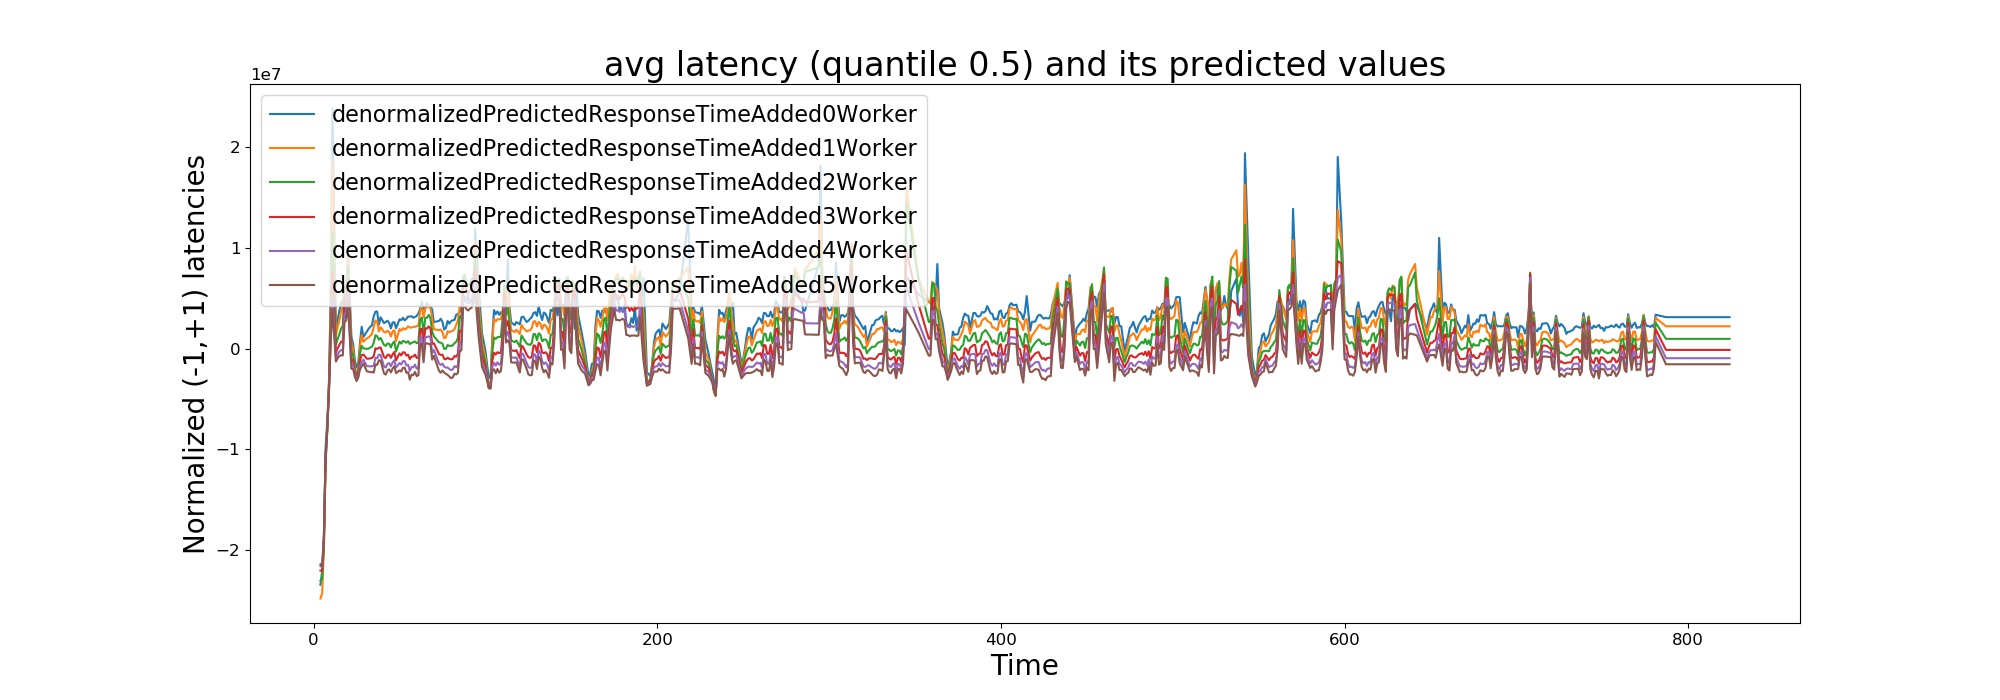 avg latency (quantile 0.5) and its predicted values
1e7
denormalizedPredictedResponseTimeAdded0Worker
denormalizedPredictedResponseTimeAdded1Worker
denormalizedPredictedResponseTimeAdded2Worker
denormalizedPredictedResponseTimeAdded3Worker
denormalizedPredictedResponseTimeAdded4Worker
denormalizedPredictedResponseTimeAdded5Worker
Normalized (-1,+1) latencies
2
1
0
−1
−2
0 200 400 600 800
Time